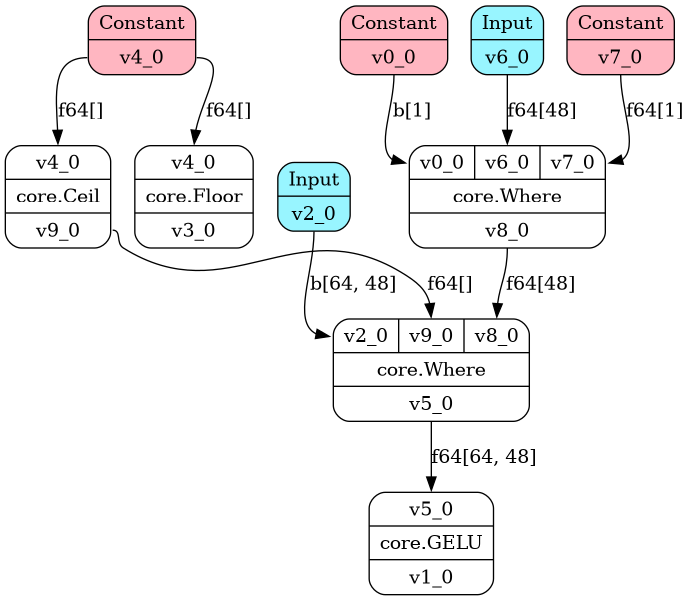 Constant
v4_0
Constant
v0_0
Input
v6_0
Constant
v7_0
f64[]
f64[]
b[1]
f64[48]
f64[1]
v4_0
core.Ceil
v9_0
v4_0
core.Floor
v3_0
Input
v2_0
v0_0 v6_0 v7_0
core.Where
v8_0
b[64, 48]
f64[]
f64[48]
v2_0 v9_0 v8_0
core.Where
v5_0
f64[64, 48]
v5_0
core.GELU
v1_0